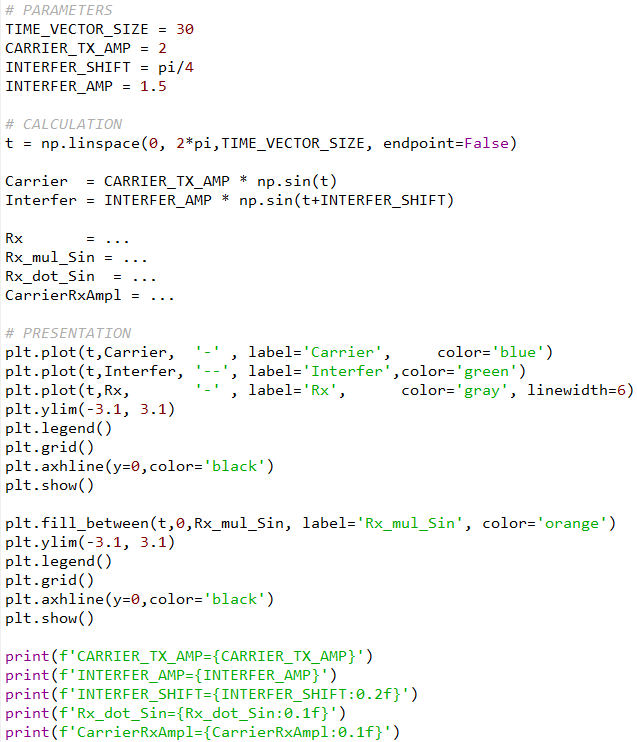 # PARAMETERS
TIME_VECTOR_SIZE = 30
CARRIER_TX_AMP = 2
INTERFER_SHIFT = pi/4
INTERFER_AMP = 1.5

# CALCULATION
t = np.linspace(0, 2*pi,TIME_VECTOR_SIZE, endpoint=False)

Carrier  = CARRIER_TX_AMP * np.sin(t)
Interfer = INTERFER_AMP * np.sin(t+INTERFER_SHIFT)

Rx       = ...
Rx_mul_Sin = ...
Rx_dot_Sin  = ...
CarrierRxAmpl = ...

# PRESENTATION
plt.plot(t,Carrier,  '-' , label='Carrier',     color='blue')
plt.plot(t,Interfer, '--', label='Interfer',color='green')
plt.plot(t,Rx,       '-' , label='Rx',      color='gray', linewidth=6)
plt.ylim(-3.1, 3.1)
plt.legend()
plt.grid()
plt.axhline(y=0,color='black')
plt.show()

plt.fill_between(t,0,Rx_mul_Sin, label='Rx_mul_Sin', color='orange')
plt.ylim(-3.1, 3.1)
plt.legend()
plt.grid()
plt.axhline(y=0,color='black')
plt.show()

print(f'CARRIER_TX_AMP={CARRIER_TX_AMP}')
print(f'INTERFER_AMP={INTERFER_AMP}')
print(f'INTERFER_SHIFT={INTERFER_SHIFT:0.2f}')
print(f'Rx_dot_Sin={Rx_dot_Sin:0.1f}')
print(f'CarrierRxAmpl={CarrierRxAmpl:0.1f}')